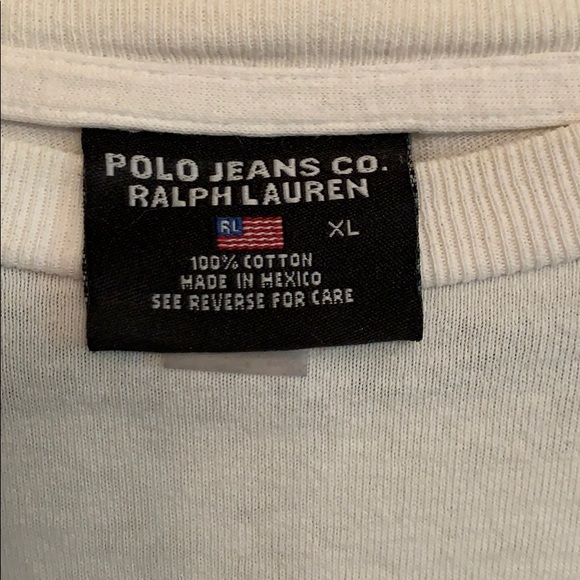 POLO JEANS CO.
RALPH LAUREN
RL XL
100% COTTON
MADE IN MEXICO
SEE REVERSE FOR CARE